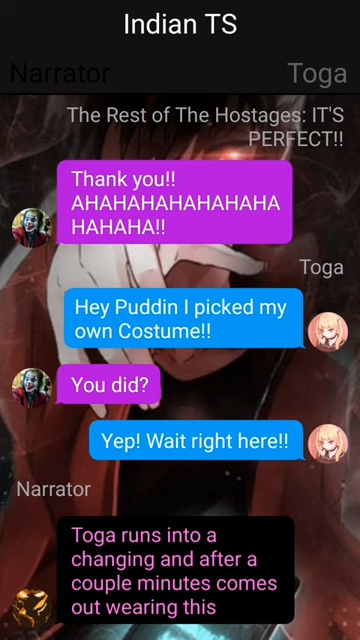 Indian TS
Narrator
Toga
The Rest of The Hostages: IT'S
PERFECT!!
Thank you!!
AHAHAHAHAHAHAHA
HAHAHA!!
Toga
Hey Puddin I picked my
own Costume!!
You did?
Yep! Wait right here!!
Narrator
Toga runs into a
changing and after a
couple minutes comes
out wearing this